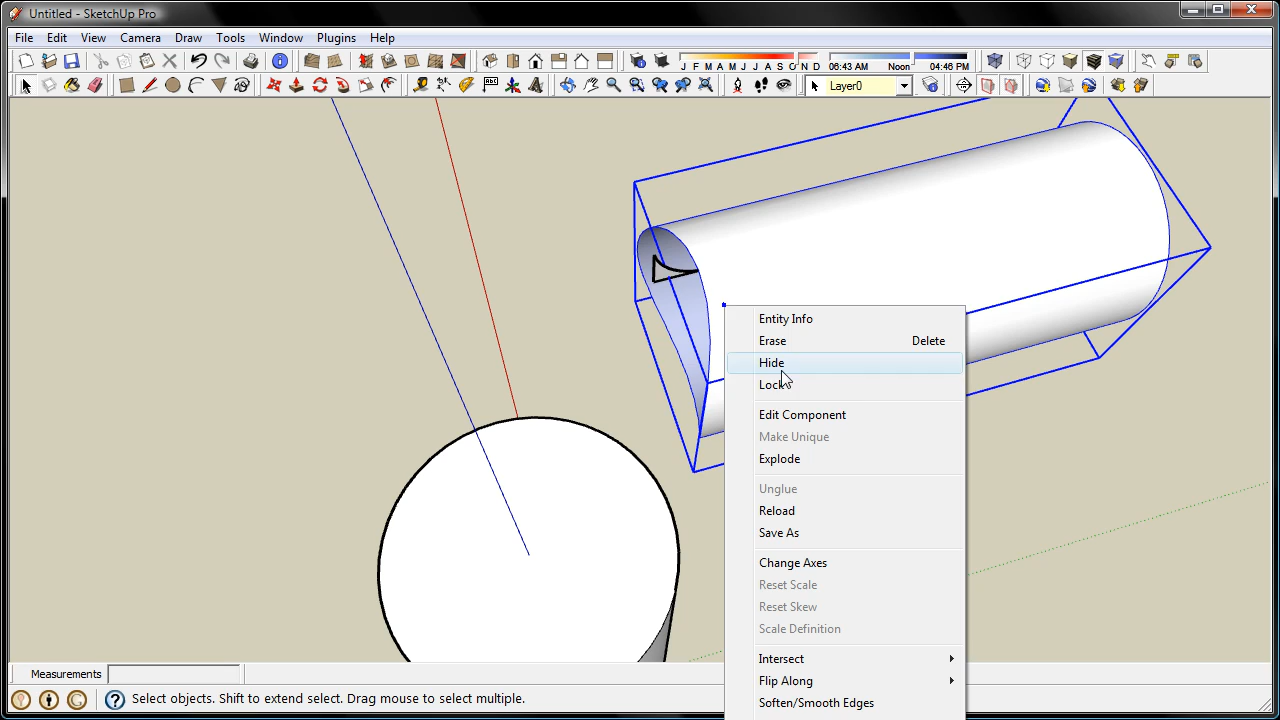 Untitled - SketchUp Pro
File Edit View Camera Draw Tools Window Plugins Help
J F M A M J J A S O N D 06:43 AM Noon 04:46 PM
Layer0
Entity Info
Erase Delete
Hide
Lock
Edit Component
Make Unique
Explode
Unglue
Reload
Save As
Change Axes
Reset Scale
Reset Skew
Scale Definition
Intersect
Flip Along
Soften/Smooth Edges
Measurements
Select objects. Shift to extend select. Drag mouse to select multiple.